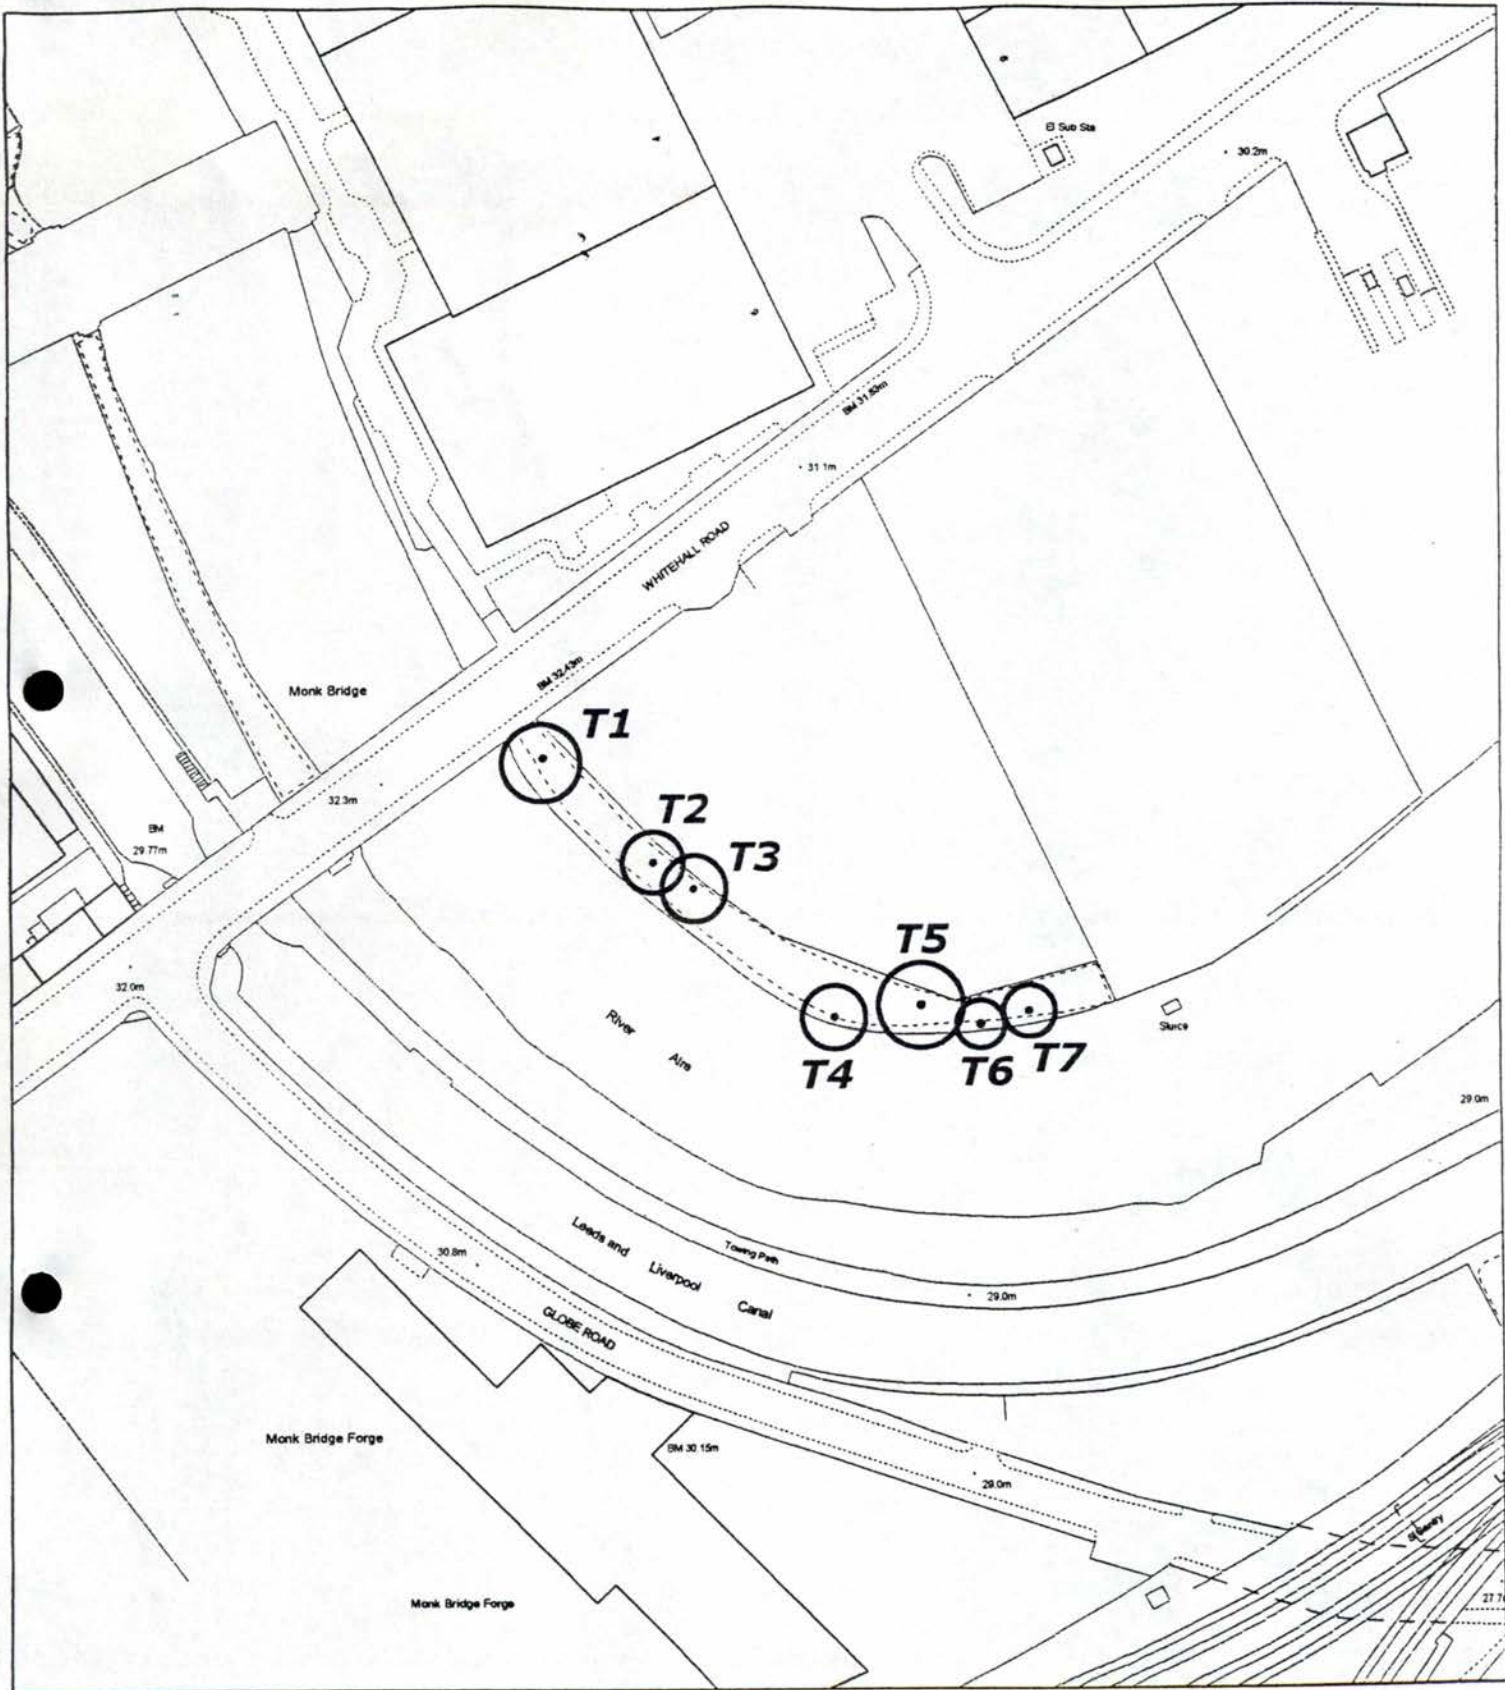 El Sub Sta
30.2m
BM 31.83m
31.1m
WHITEHALL ROAD
BM 32.43m
Monk Bridge
T1
32.3m
T2
BM
29.77m
T3
T5
32.0m
River
Aire
Sluice
T4
T6
T7
29.0m
Leeds and
Liverpool
Canal
Towing Path
30.8m
29.0m
GLOBE ROAD
Monk Bridge Forge
BM 30.15m
29.0m
Monk Bridge Forge